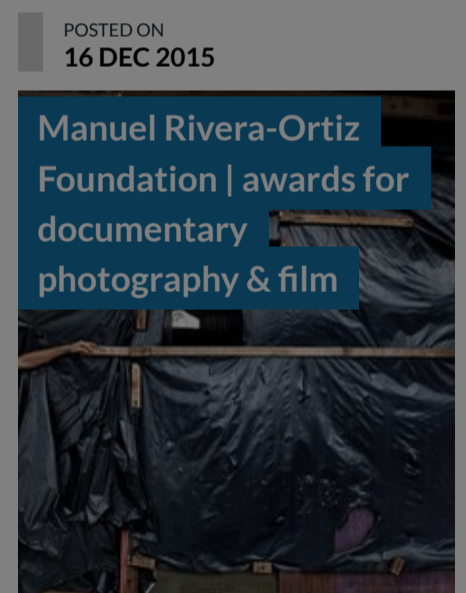 POSTED ON
16 DEC 2015
Manuel Rivera-Ortiz
Foundation | awards for
documentary
photography & film